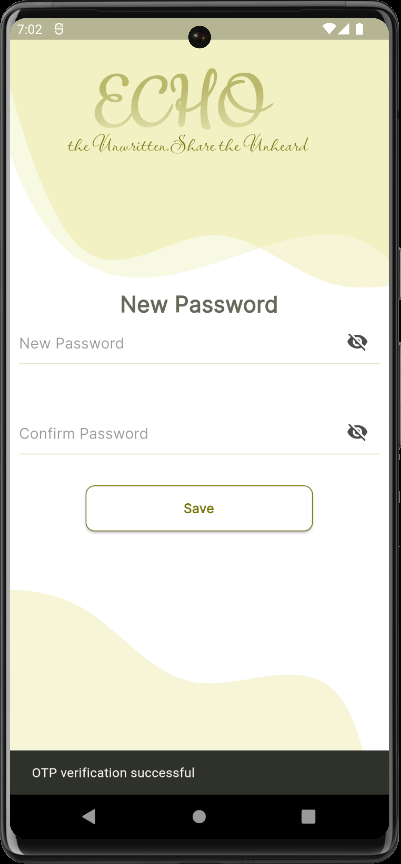 7:02
ECHO
the Unwritten.Share the Unheard
New Password
New Password
Confirm Password
Save
OTP verification successful